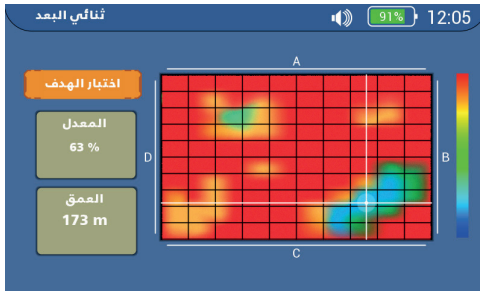 ثنائي البعد
91%
12:05
اختبار الهدف
المعدل
63 %
العمق
173 m
A
B
C
D